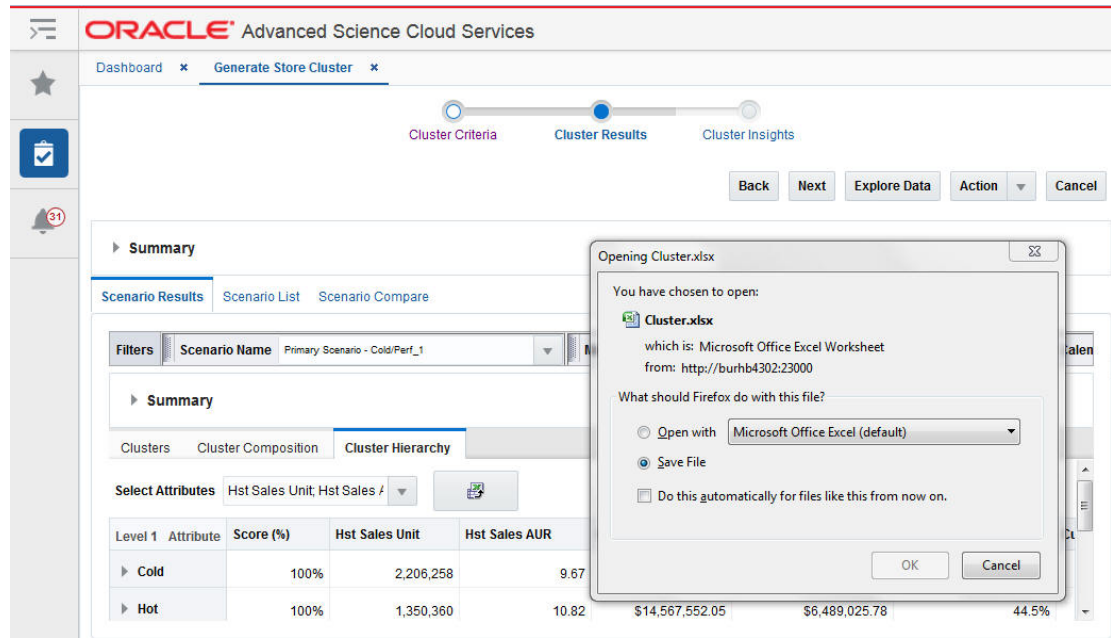 ORACLE® Advanced Science Cloud Services
Dashboard × Generate Store Cluster ×
Cluster Criteria Cluster Results Cluster Insights
Back Next Explore Data Action Cancel
31
Summary
Scenario Results Scenario List Scenario Compare
Filters Scenario Name Primary Scenario - Cold/Perf_1
Summary
Clusters Cluster Composition Cluster Hierarchy
Select Attributes Hst Sales Unit; Hst Sales
Level 1 Attribute Score (%) Hst Sales Unit Hst Sales AUR
Cold 100% 2,206,258 9.67
Hot 100% 1,350,360 10.82 $14,567,552.05 $6,489,025.78 44.5%
Opening Cluster.xlsx
You have chosen to open:
Cluster.xlsx
which is: Microsoft Office Excel Worksheet
from: http://burhb4302:23000
What should Firefox do with this file?
Open with Microsoft Office Excel (default)
Save File
Do this automatically for files like this from now on.
OK Cancel